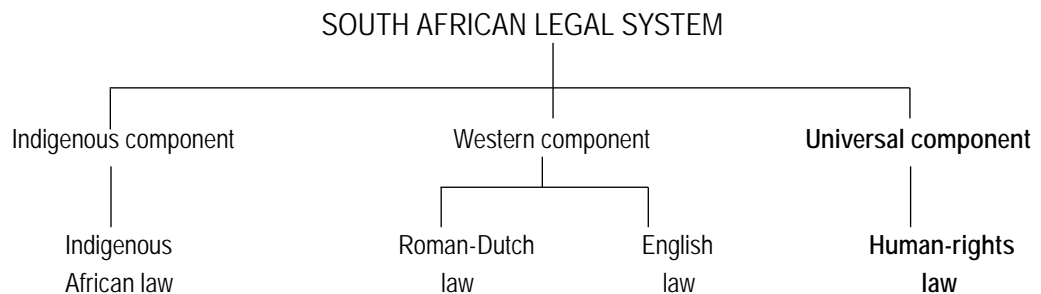 SOUTH AFRICAN LEGAL SYSTEM
Indigenous component
Western component
Universal component
Indigenous
African law
Roman-Dutch
law
English
law
Human-rights
law